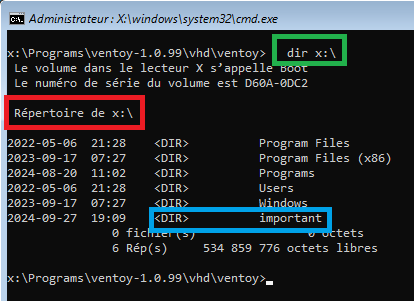 Administrateur : X:\windows\system32\cmd.exe
x:\Programs\ventoy-1.0.99\vhd\ventoy> dir x:\
Le volume dans le lecteur X s’appelle Boot
Le numéro de série du volume est D60A-0DC2
Répertoire de x:\
2022-05-06 21:28 <DIR> Program Files
2023-09-17 07:27 <DIR> Program Files (x86)
2024-08-20 11:02 <DIR> Programs
2022-05-06 21:28 <DIR> Users
2023-09-17 07:27 <DIR> Windows
2024-09-27 19:09 <DIR> important
0 fichier(s) 0 octets
6 Rép(s) 534 859 776 octets libres
x:\Programs\ventoy-1.0.99\vhd\ventoy>